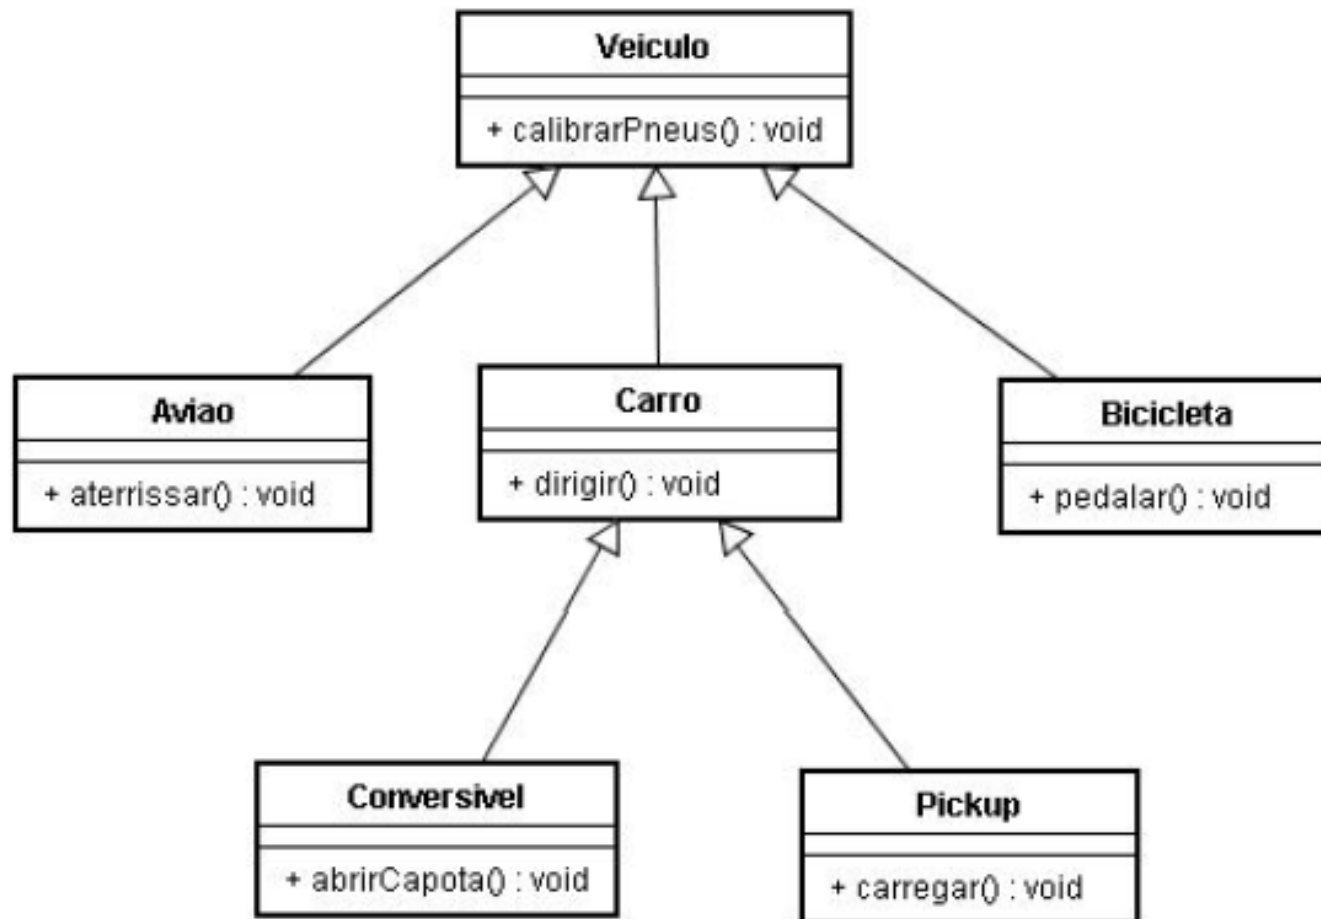 Veiculo
+ calibrarPneus() : void
Aviao
+ aterrissar() : void
Carro
+ dirigir() : void
Bicicleta
+ pedalar() : void
Conversivel
+ abrirCapota() : void
Pickup
+ carregar() : void